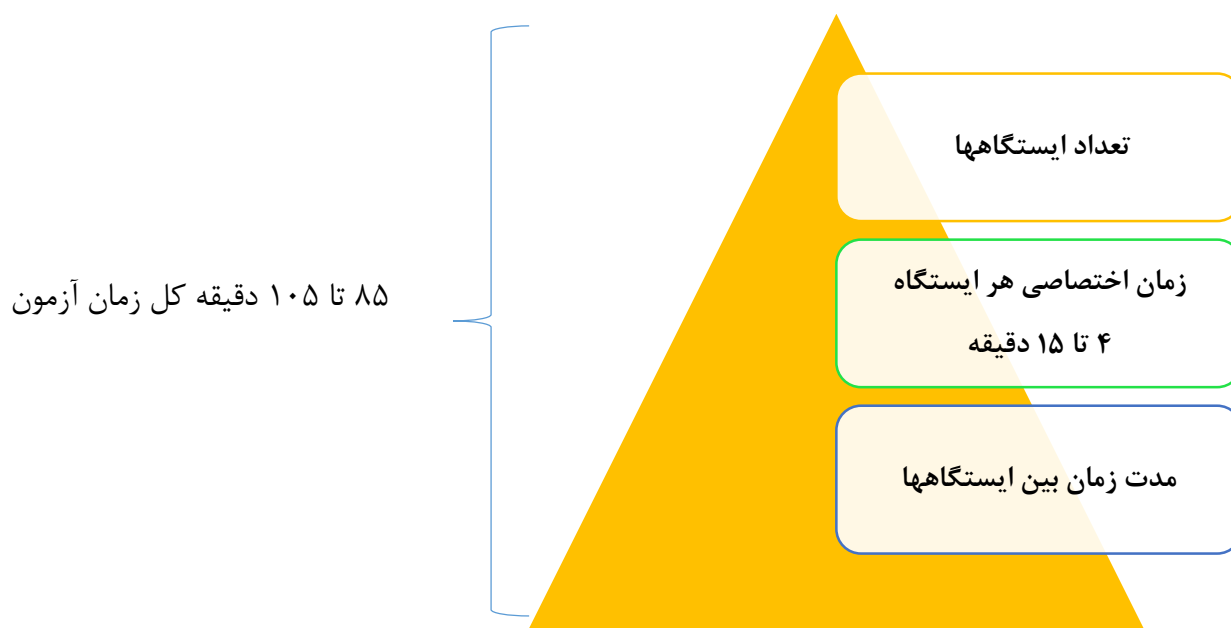 تعداد ایستگاهها
زمان اختصاصی هر ایستگاه
۴ تا ۱۵ دقیقه
مدت زمان بین ایستگاهها
۸۵ تا ۱۰۵ دقیقه کل زمان آزمون